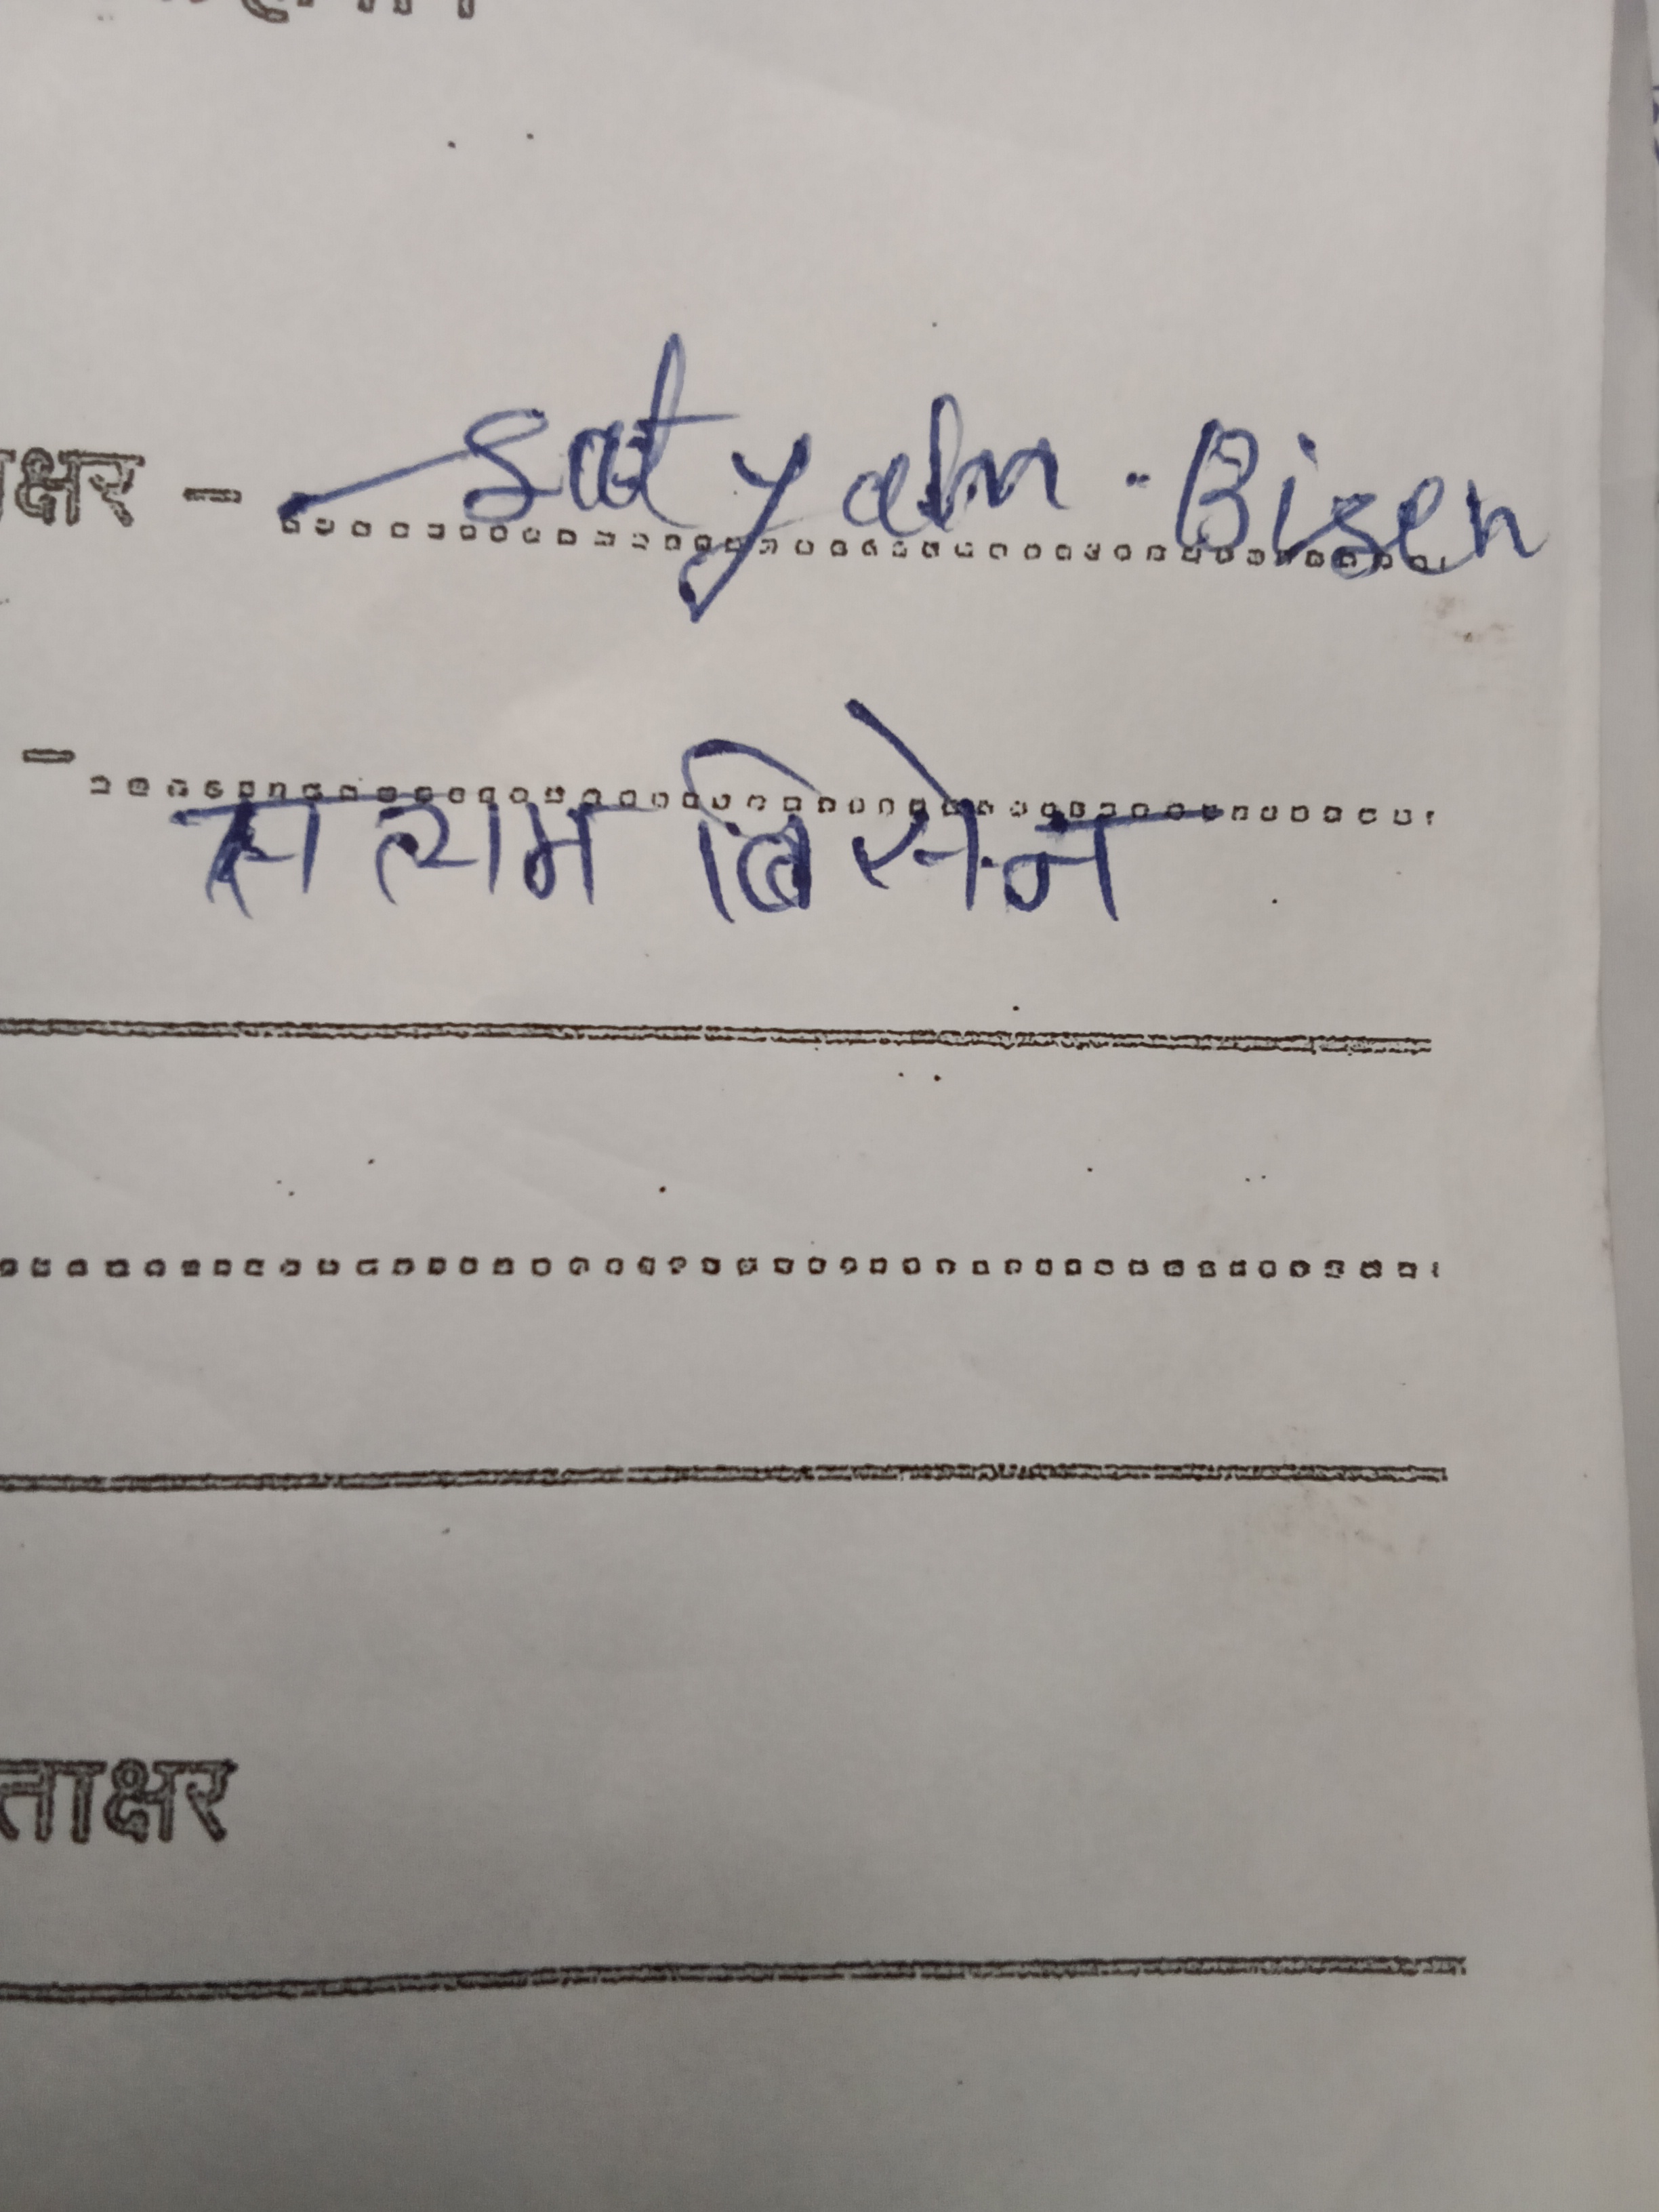 क्षर - Satyam . Bisen
- सत्यम बिसेन
ताक्षर